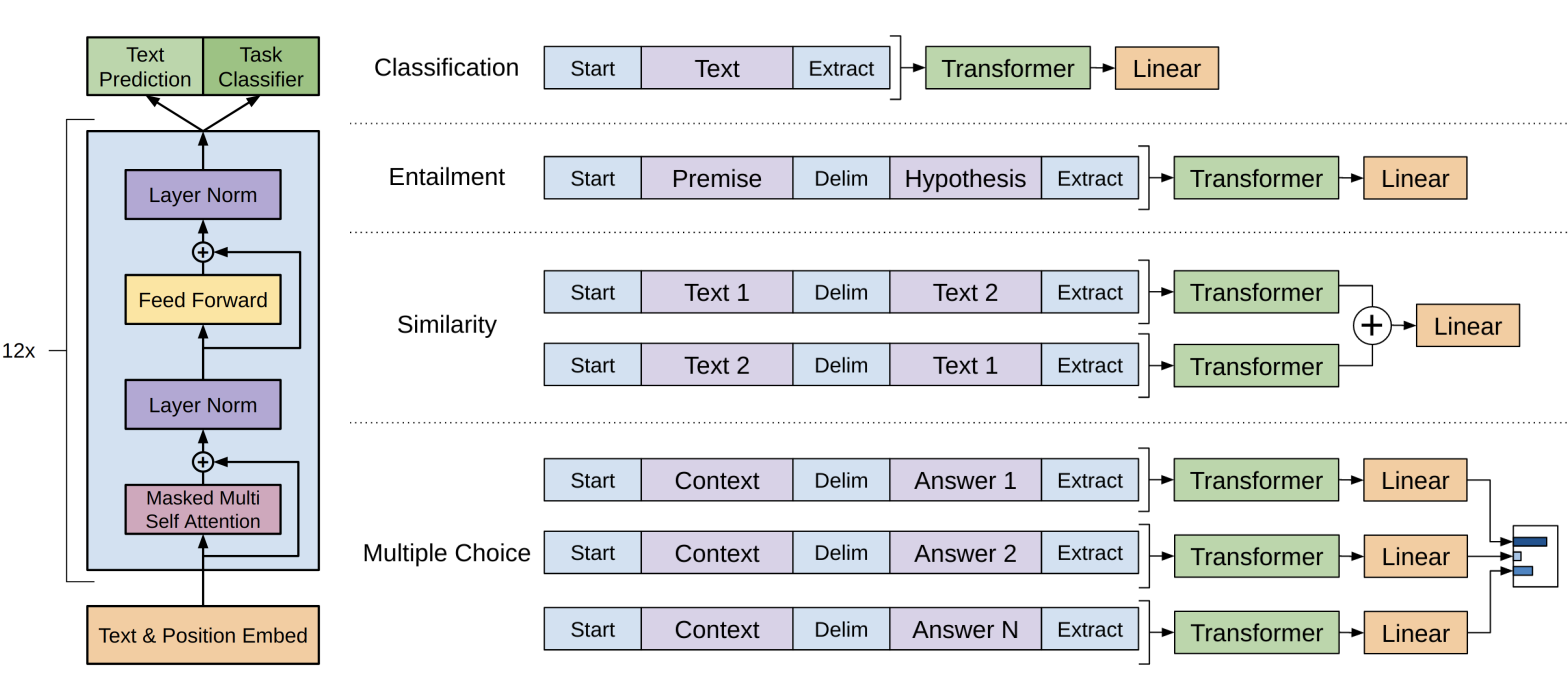 Text
Prediction
Task
Classifier
12x
Layer Norm
Feed Forward
Layer Norm
Masked Multi
Self Attention
Text & Position Embed
Classification
Start Text Extract Transformer Linear
Entailment
Start Premise Delim Hypothesis Extract Transformer Linear
Similarity
Start Text 1 Delim Text 2 Extract Transformer
Start Text 2 Delim Text 1 Extract Transformer
Linear
Multiple Choice
Start Context Delim Answer 1 Extract Transformer Linear
Start Context Delim Answer 2 Extract Transformer Linear
Start Context Delim Answer N Extract Transformer Linear